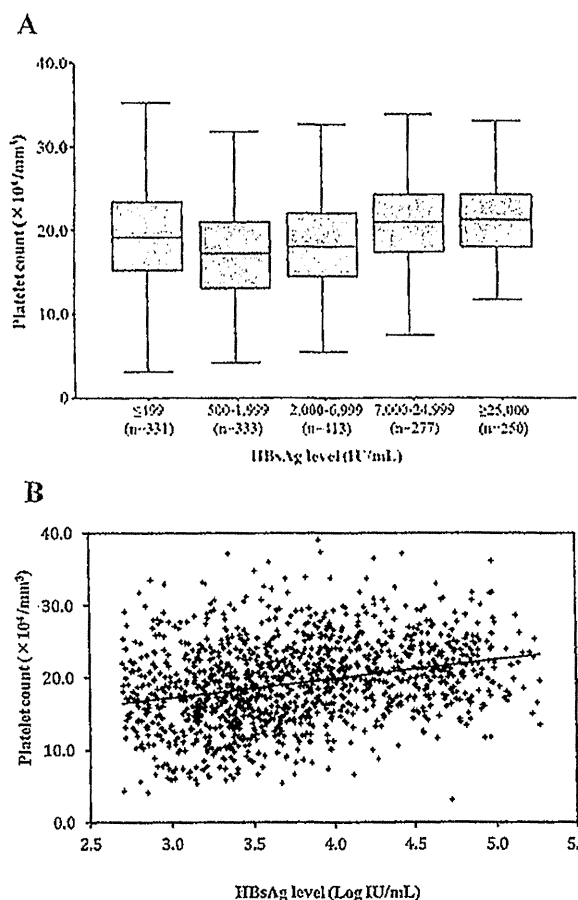 A
Platelet count (×10⁴/mm³)
40.0
30.0
20.0
10.0
0
≦199
500-1,999
2,000-6,999
7,000-24,999
≥25,000
(n=331)
(n=333)
(n=413)
(n=277)
(n=250)
HBsAg level (IU/mL)
B
Platelet count (×10⁴/mm³)
40.0
30.0
20.0
10.0
0.0
2.5
3.0
3.5
4.0
4.5
5.0
5.
HBsAg level (Log IU/mL)